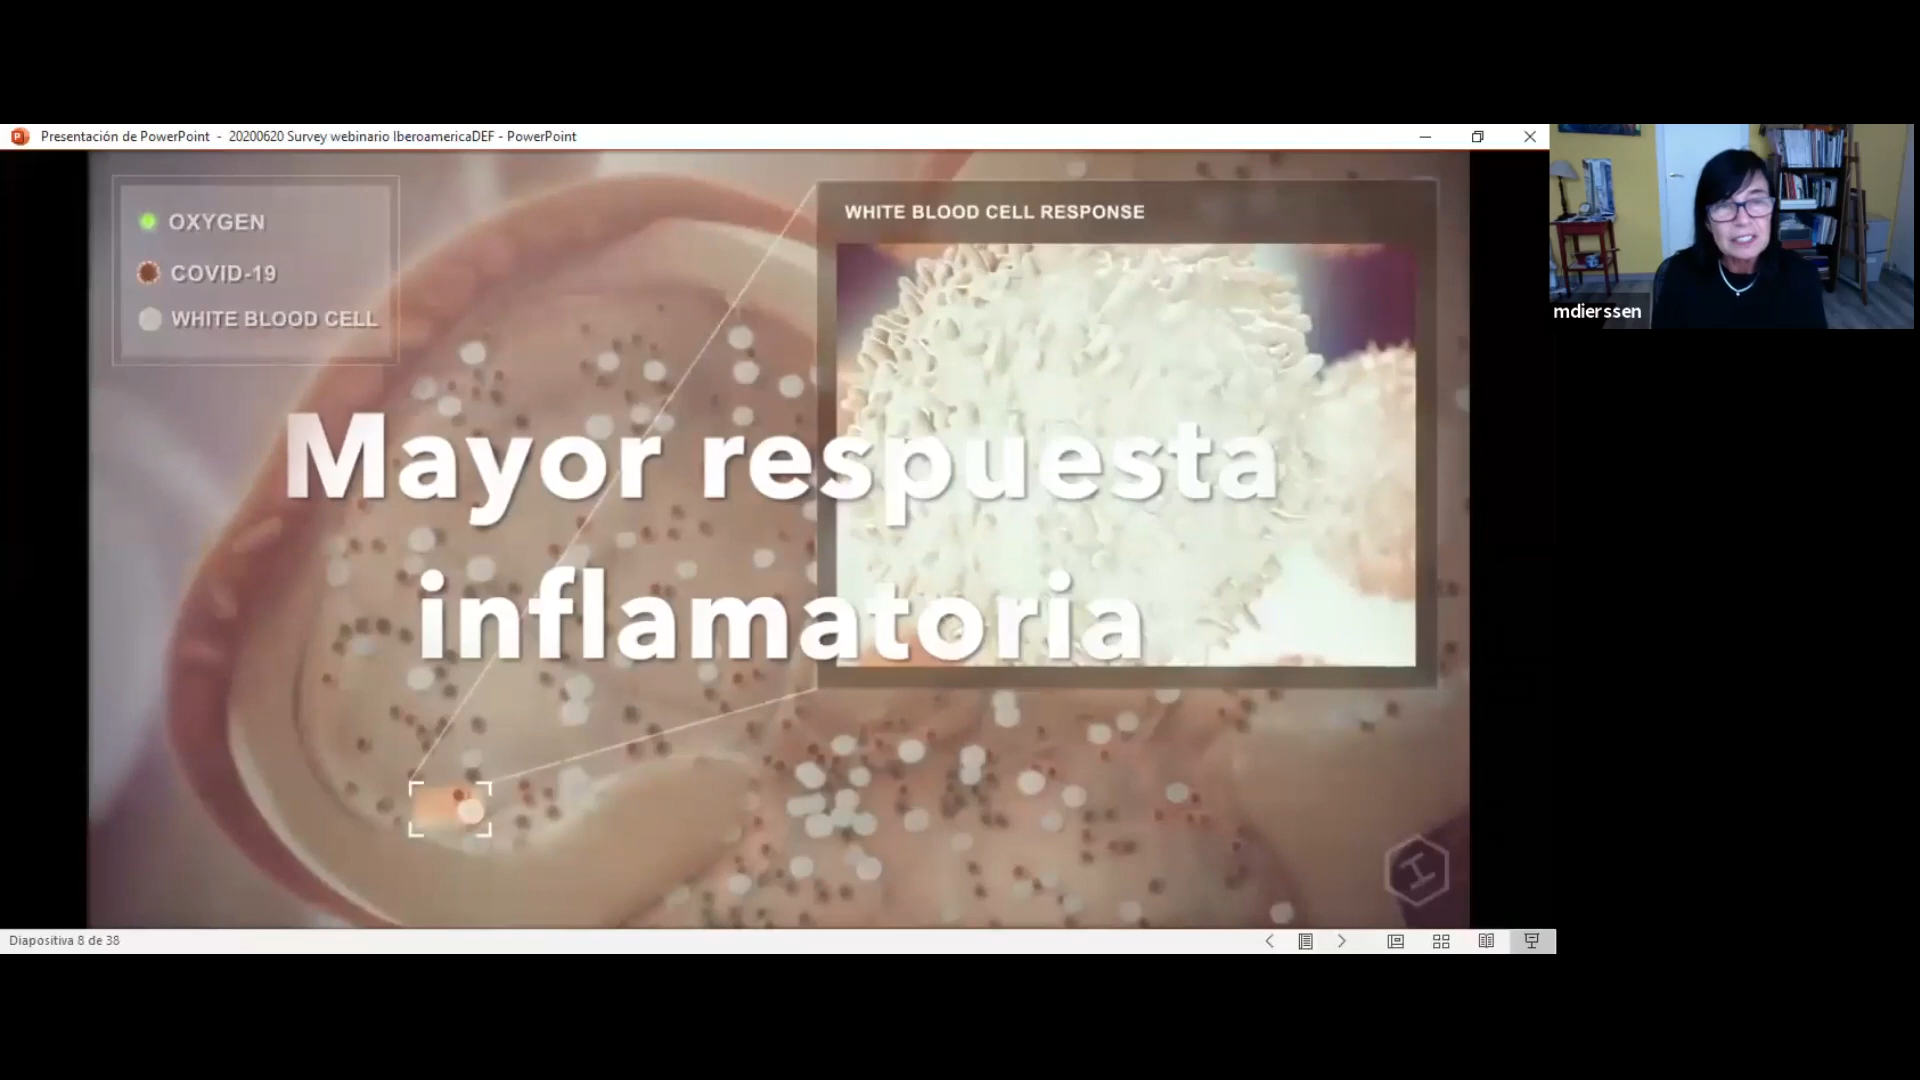 Presentación de PowerPoint - 20200620 Survey webinario IberoamericaDEF - PowerPoint
OXYGEN
COVID-19
WHITE BLOOD CELL
WHITE BLOOD CELL RESPONSE
Mayor respuesta
inflamatoria
mdierssen
Diapositiva 8 de 38